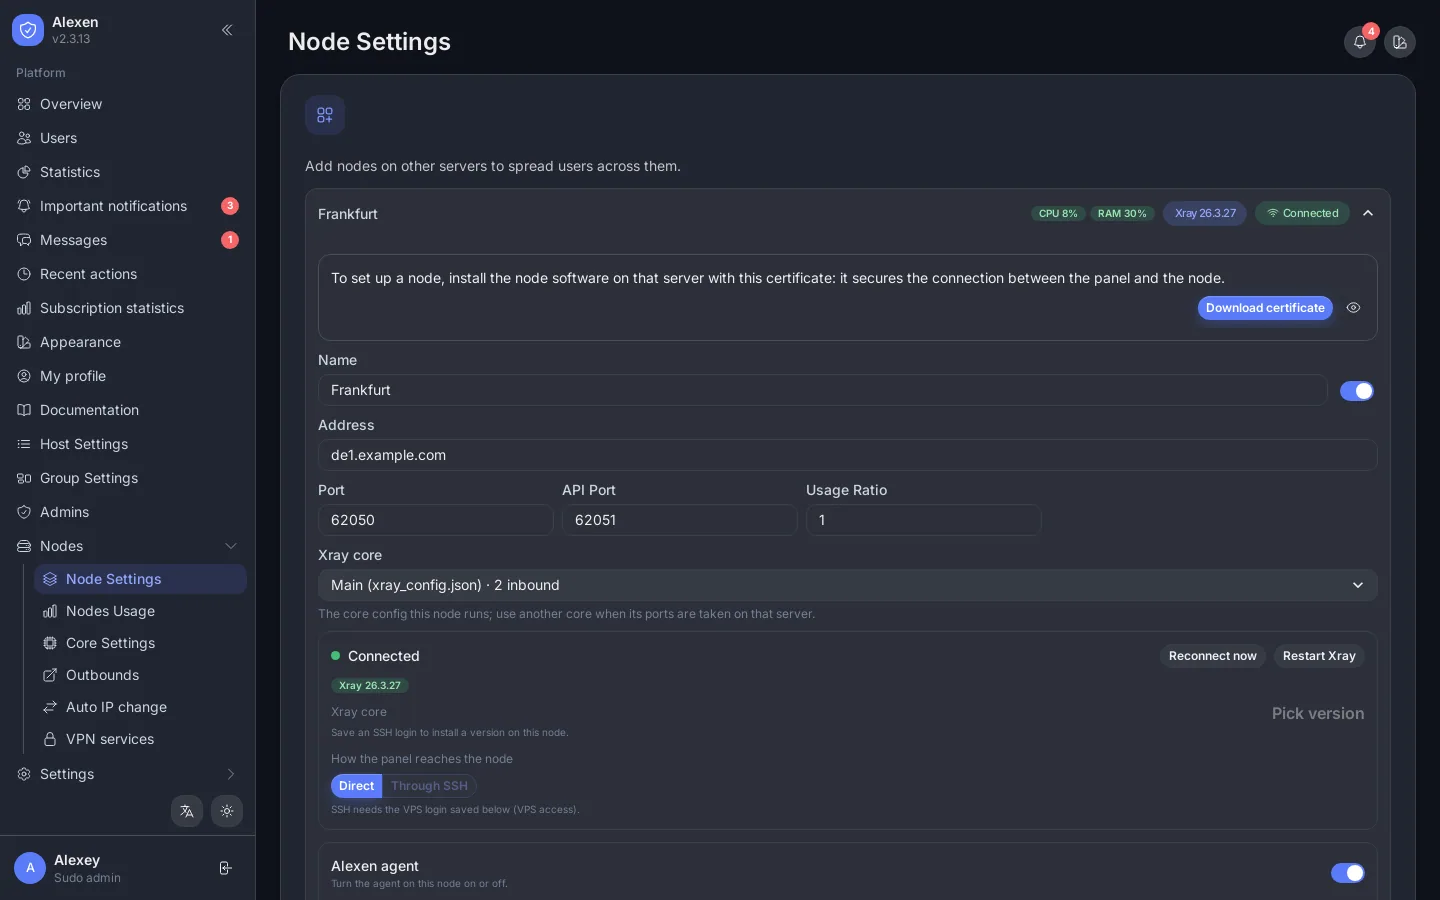 Alexen
v2.3.13
Platform
Overview
Users
Statistics
Important notifications 3
Messages 1
Recent actions
Subscription statistics
Appearance
My profile
Documentation
Host Settings
Group Settings
Admins
Nodes
Node Settings
Nodes Usage
Core Settings
Outbounds
Auto IP change
VPN services
Settings
A
Alexey
Sudo admin
Node Settings
4
Add nodes on other servers to spread users across them.
Frankfurt CPU 8% RAM 30% Xray 26.3.27 Connected
To set up a node, install the node software on that server with this certificate: it secures the connection between the panel and the node.
Download certificate
Name
Frankfurt
Address
de1.example.com
Port API Port Usage Ratio
62050 62051 1
Xray core
Main (xray_config.json) · 2 inbound
The core config this node runs; use another core when its ports are taken on that server.
Connected Reconnect now Restart Xray
Xray 26.3.27
Xray core Pick version
Save an SSH login to install a version on this node.
How the panel reaches the node
Direct Through SSH
SSH needs the VPS login saved below (VPS access).
Alexen agent
Turn the agent on this node on or off.